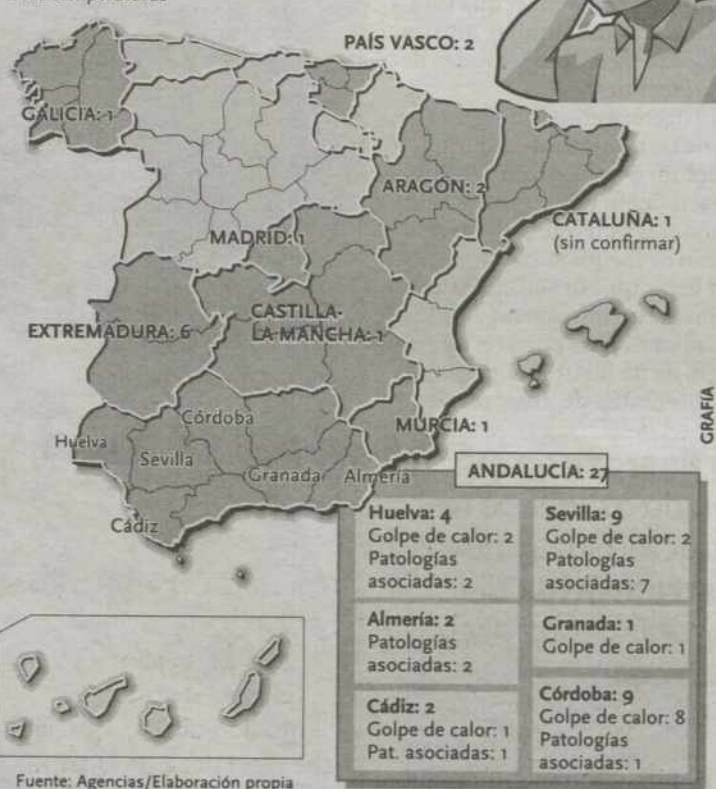 PAÍS VASCO: 2
GALICIA: 1
ARAGÓN: 2
CATALUÑA: 1
(sin confirmar)
MADRID: 1
CASTILLA-
LA MANCHA: 1
EXTREMADURA: 6
MURCIA: 1
Córdoba
Huelva
Sevilla
Granada
Almería
Cádiz
GRAFIA
ANDALUCÍA: 27
Huelva: 4
Golpe de calor: 2
Patologías
asociadas: 2
Sevilla: 9
Golpe de calor: 2
Patologías
asociadas: 7
Almería: 2
Patologías
asociadas: 2
Granada: 1
Golpe de calor: 1
Cádiz: 2
Golpe de calor: 1
Pat. asociadas: 1
Córdoba: 9
Golpe de calor: 8
Patologías
asociadas: 1
Fuente: Agencias/Elaboración propia